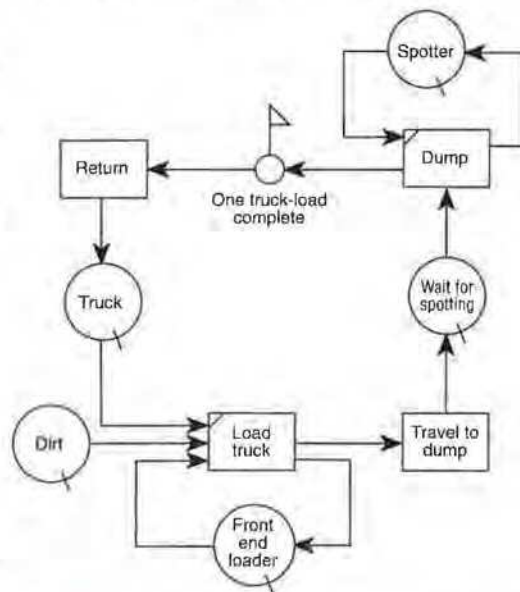 Spotter
Dump
Return
One truck-load
complete
Truck
Wait for
spotting
Dirt
Load
truck
Travel to
dump
Front
end
loader